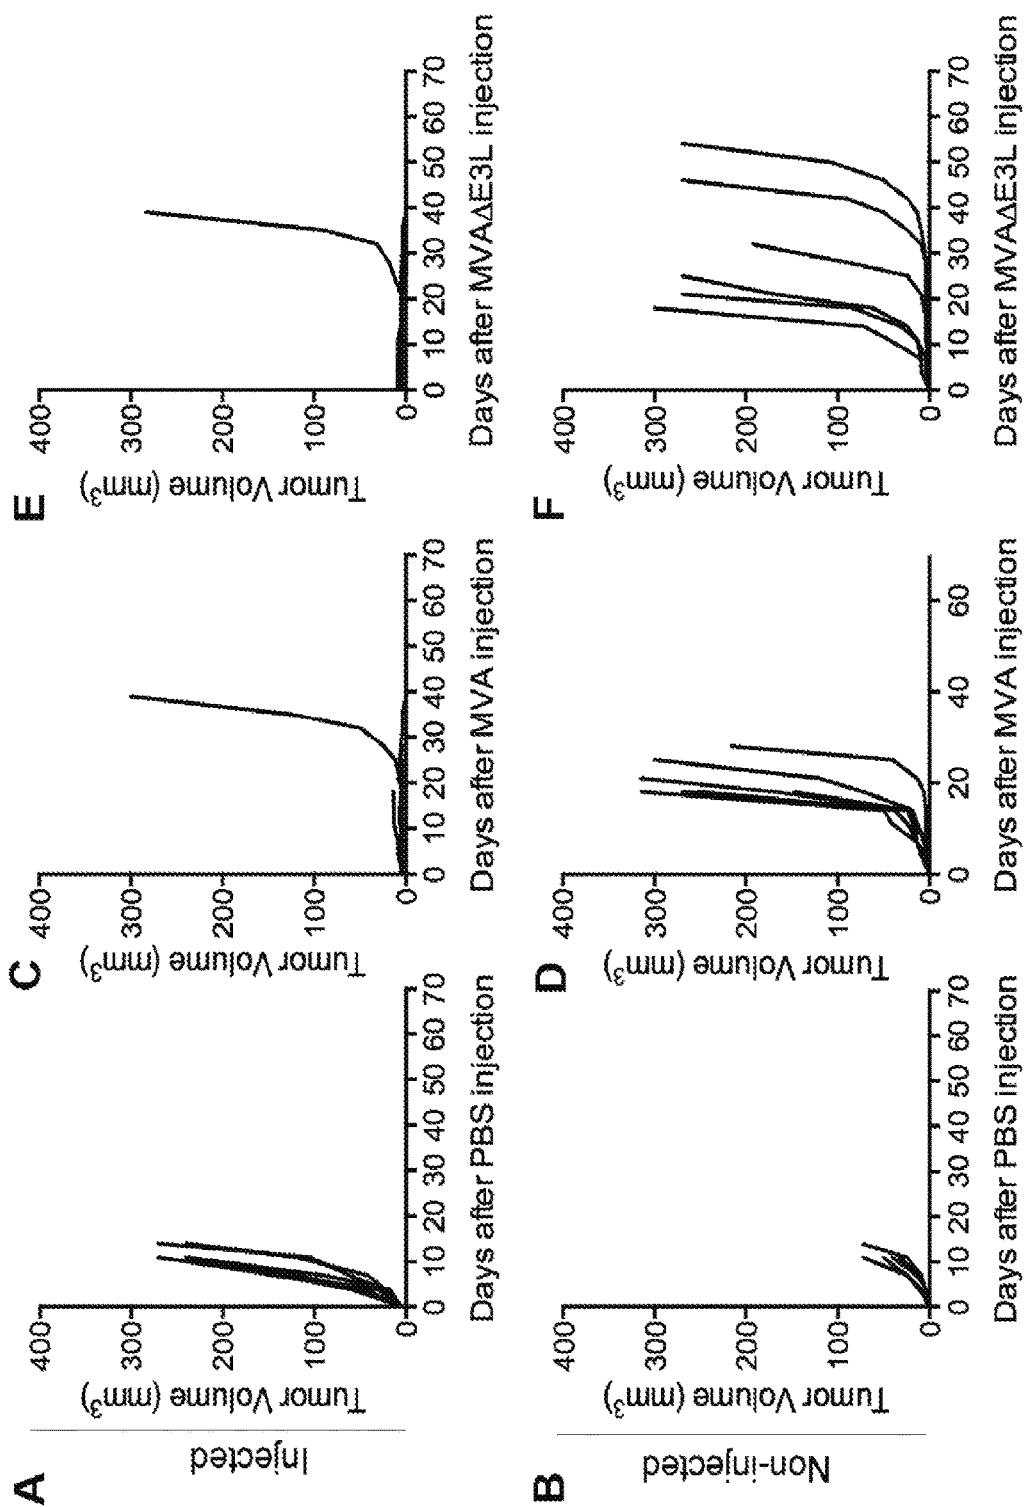 A
Injected
Tumor Volume (mm³)
400
300
200
100
0
0 10 20 30 40 50 60 70
Days after PBS injection
C
Tumor Volume (mm³)
400
300
200
100
0
0 10 20 30 40 50 60 70
Days after MVA injection
E
Tumor Volume (mm³)
400
300
200
100
0
0 10 20 30 40 50 60 70
Days after MVAΔE3L injection
B
Non-injected
Tumor Volume (mm³)
400
300
200
100
0
0 10 20 30 40 50 60 70
Days after PBS injection
D
Tumor Volume (mm³)
400
300
200
100
0
0 20 40 60
Days after MVA injection
F
Tumor Volume (mm³)
400
300
200
100
0
0 10 20 30 40 50 60 70
Days after MVAΔE3L injection